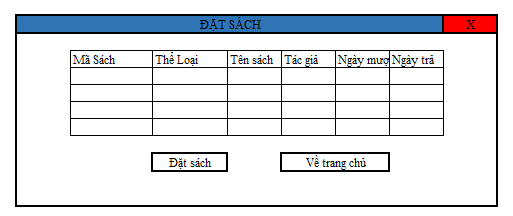 ĐẶT SÁCH X
Mã Sách Thể Loại Tên sách Tác giả Ngày mượ Ngày trả
Đặt sách Về trang chủ